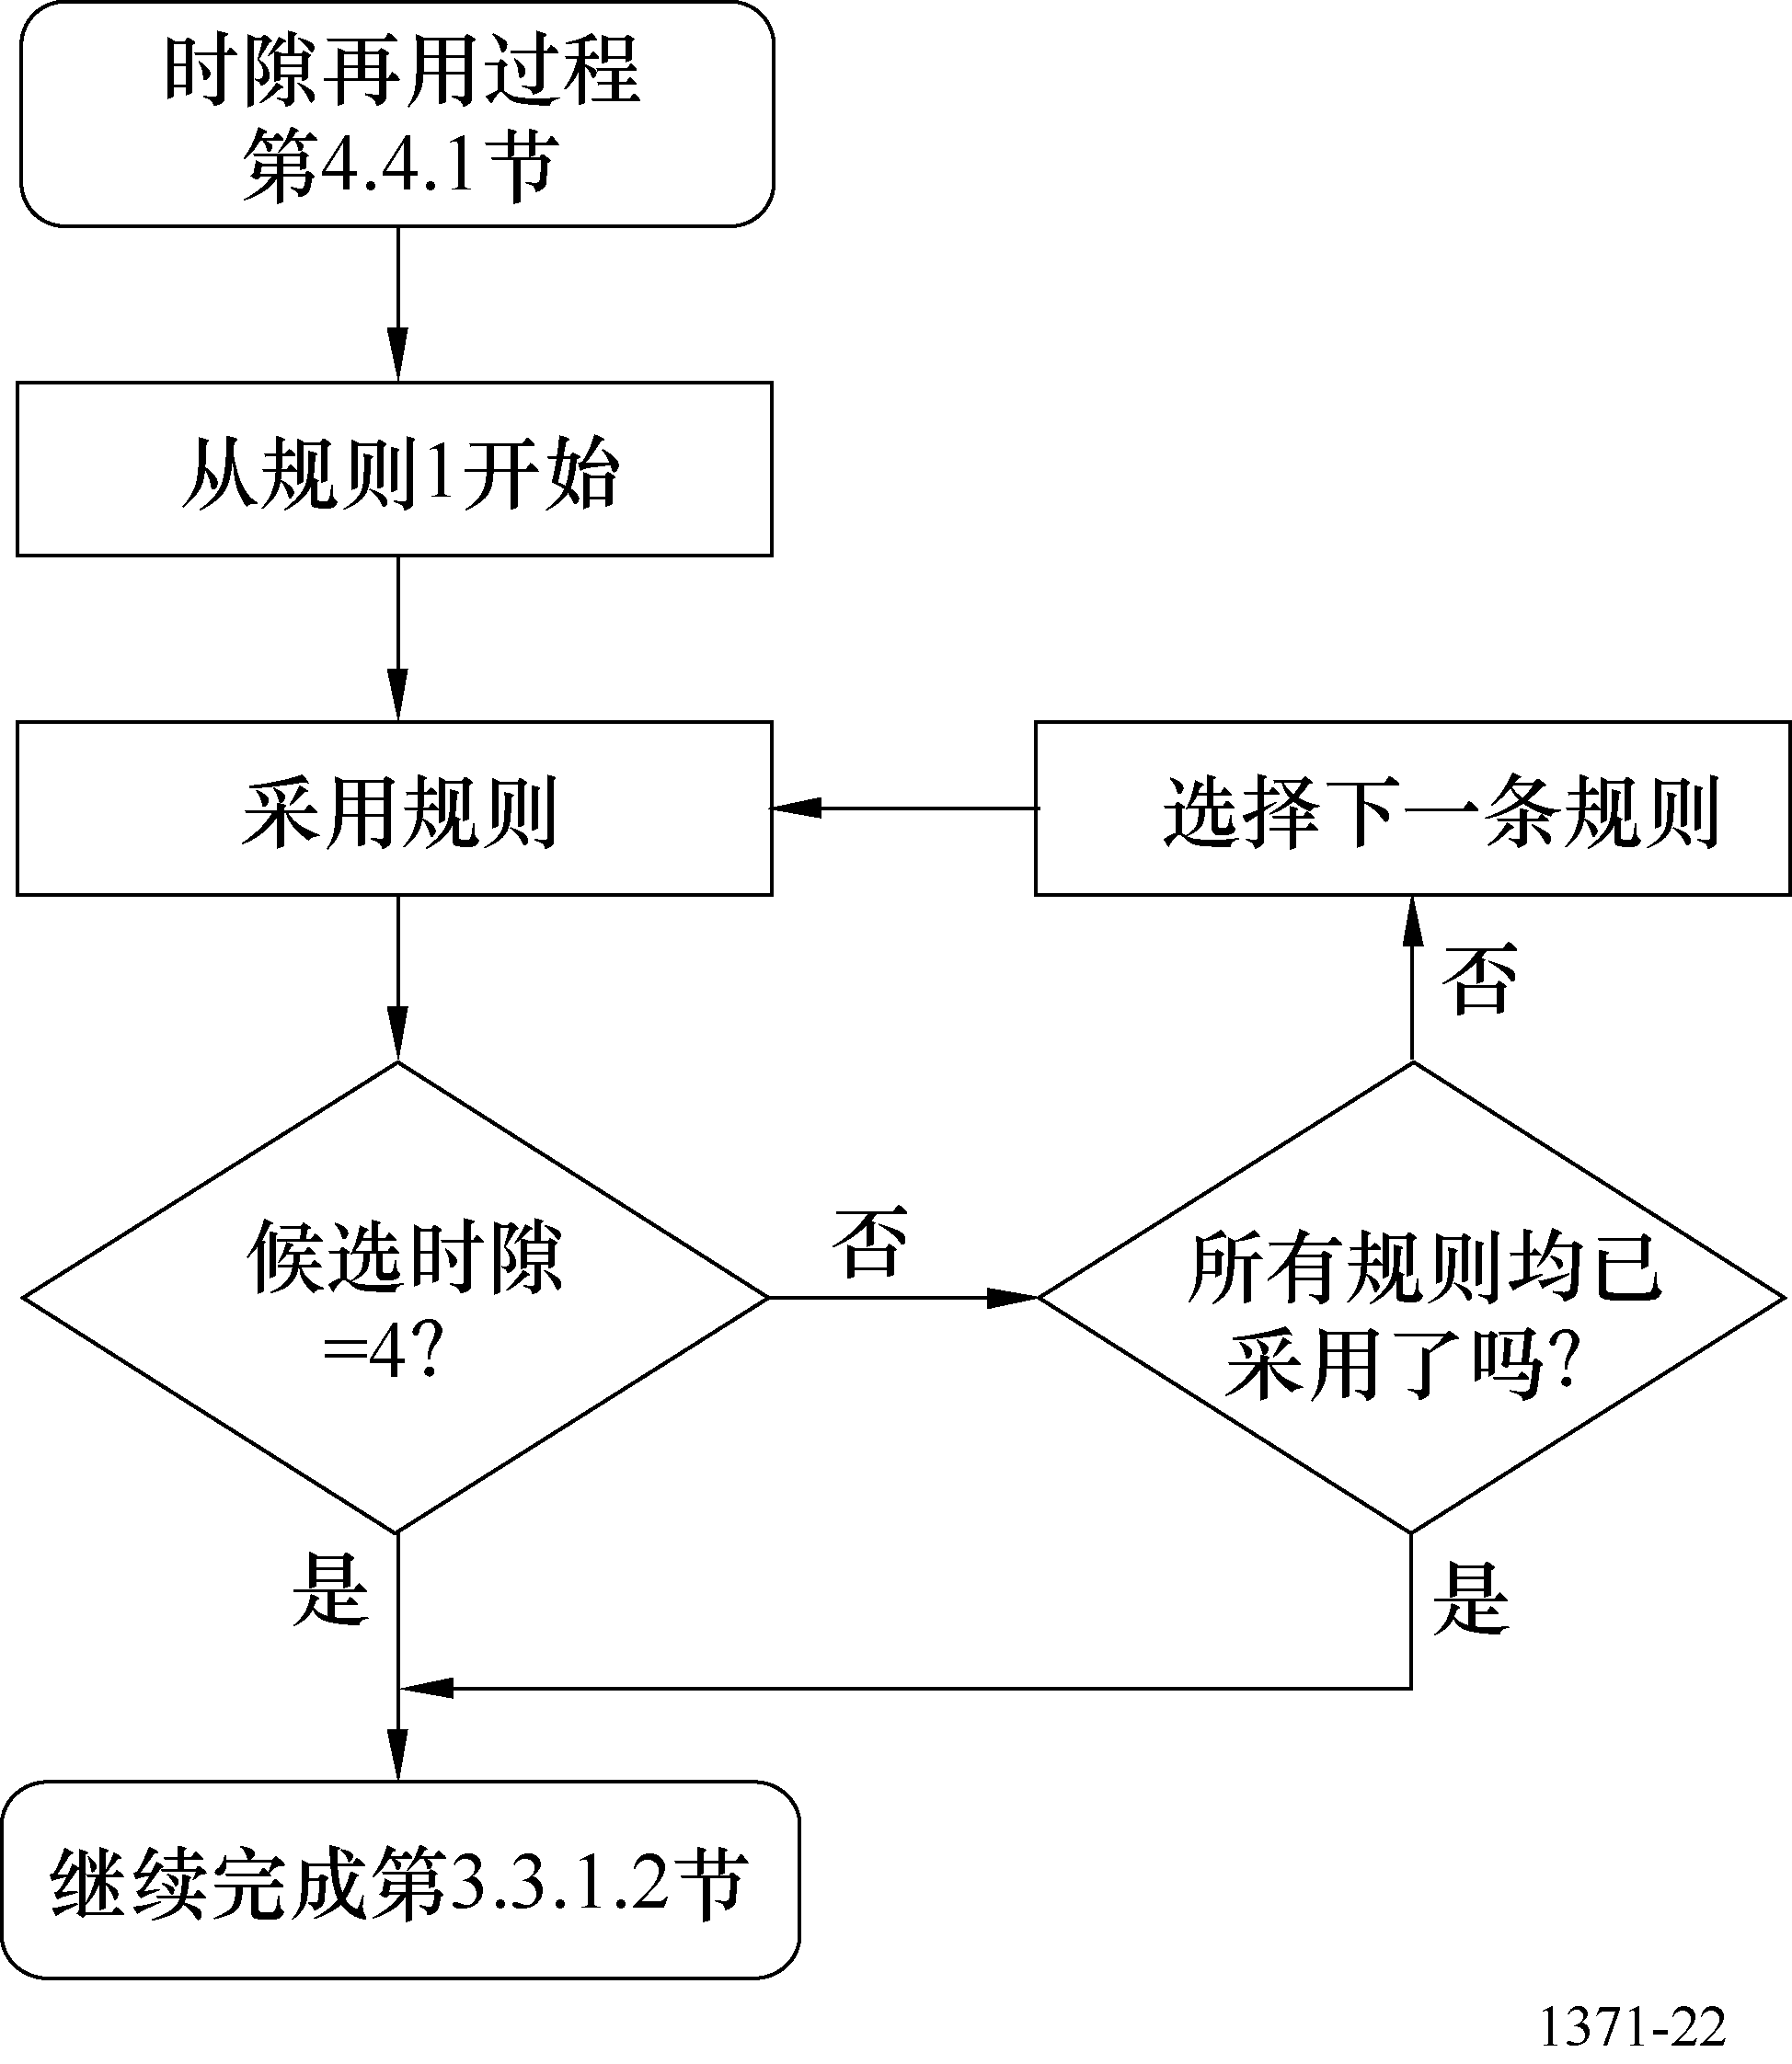 时隙再用过程
第4.4.1节
从规则1开始
采用规则
选择下一条规则
否
候选时隙
=4？
否
所有规则均已
采用了吗？
是
是
继续完成第3.3.1.2节
1371-22